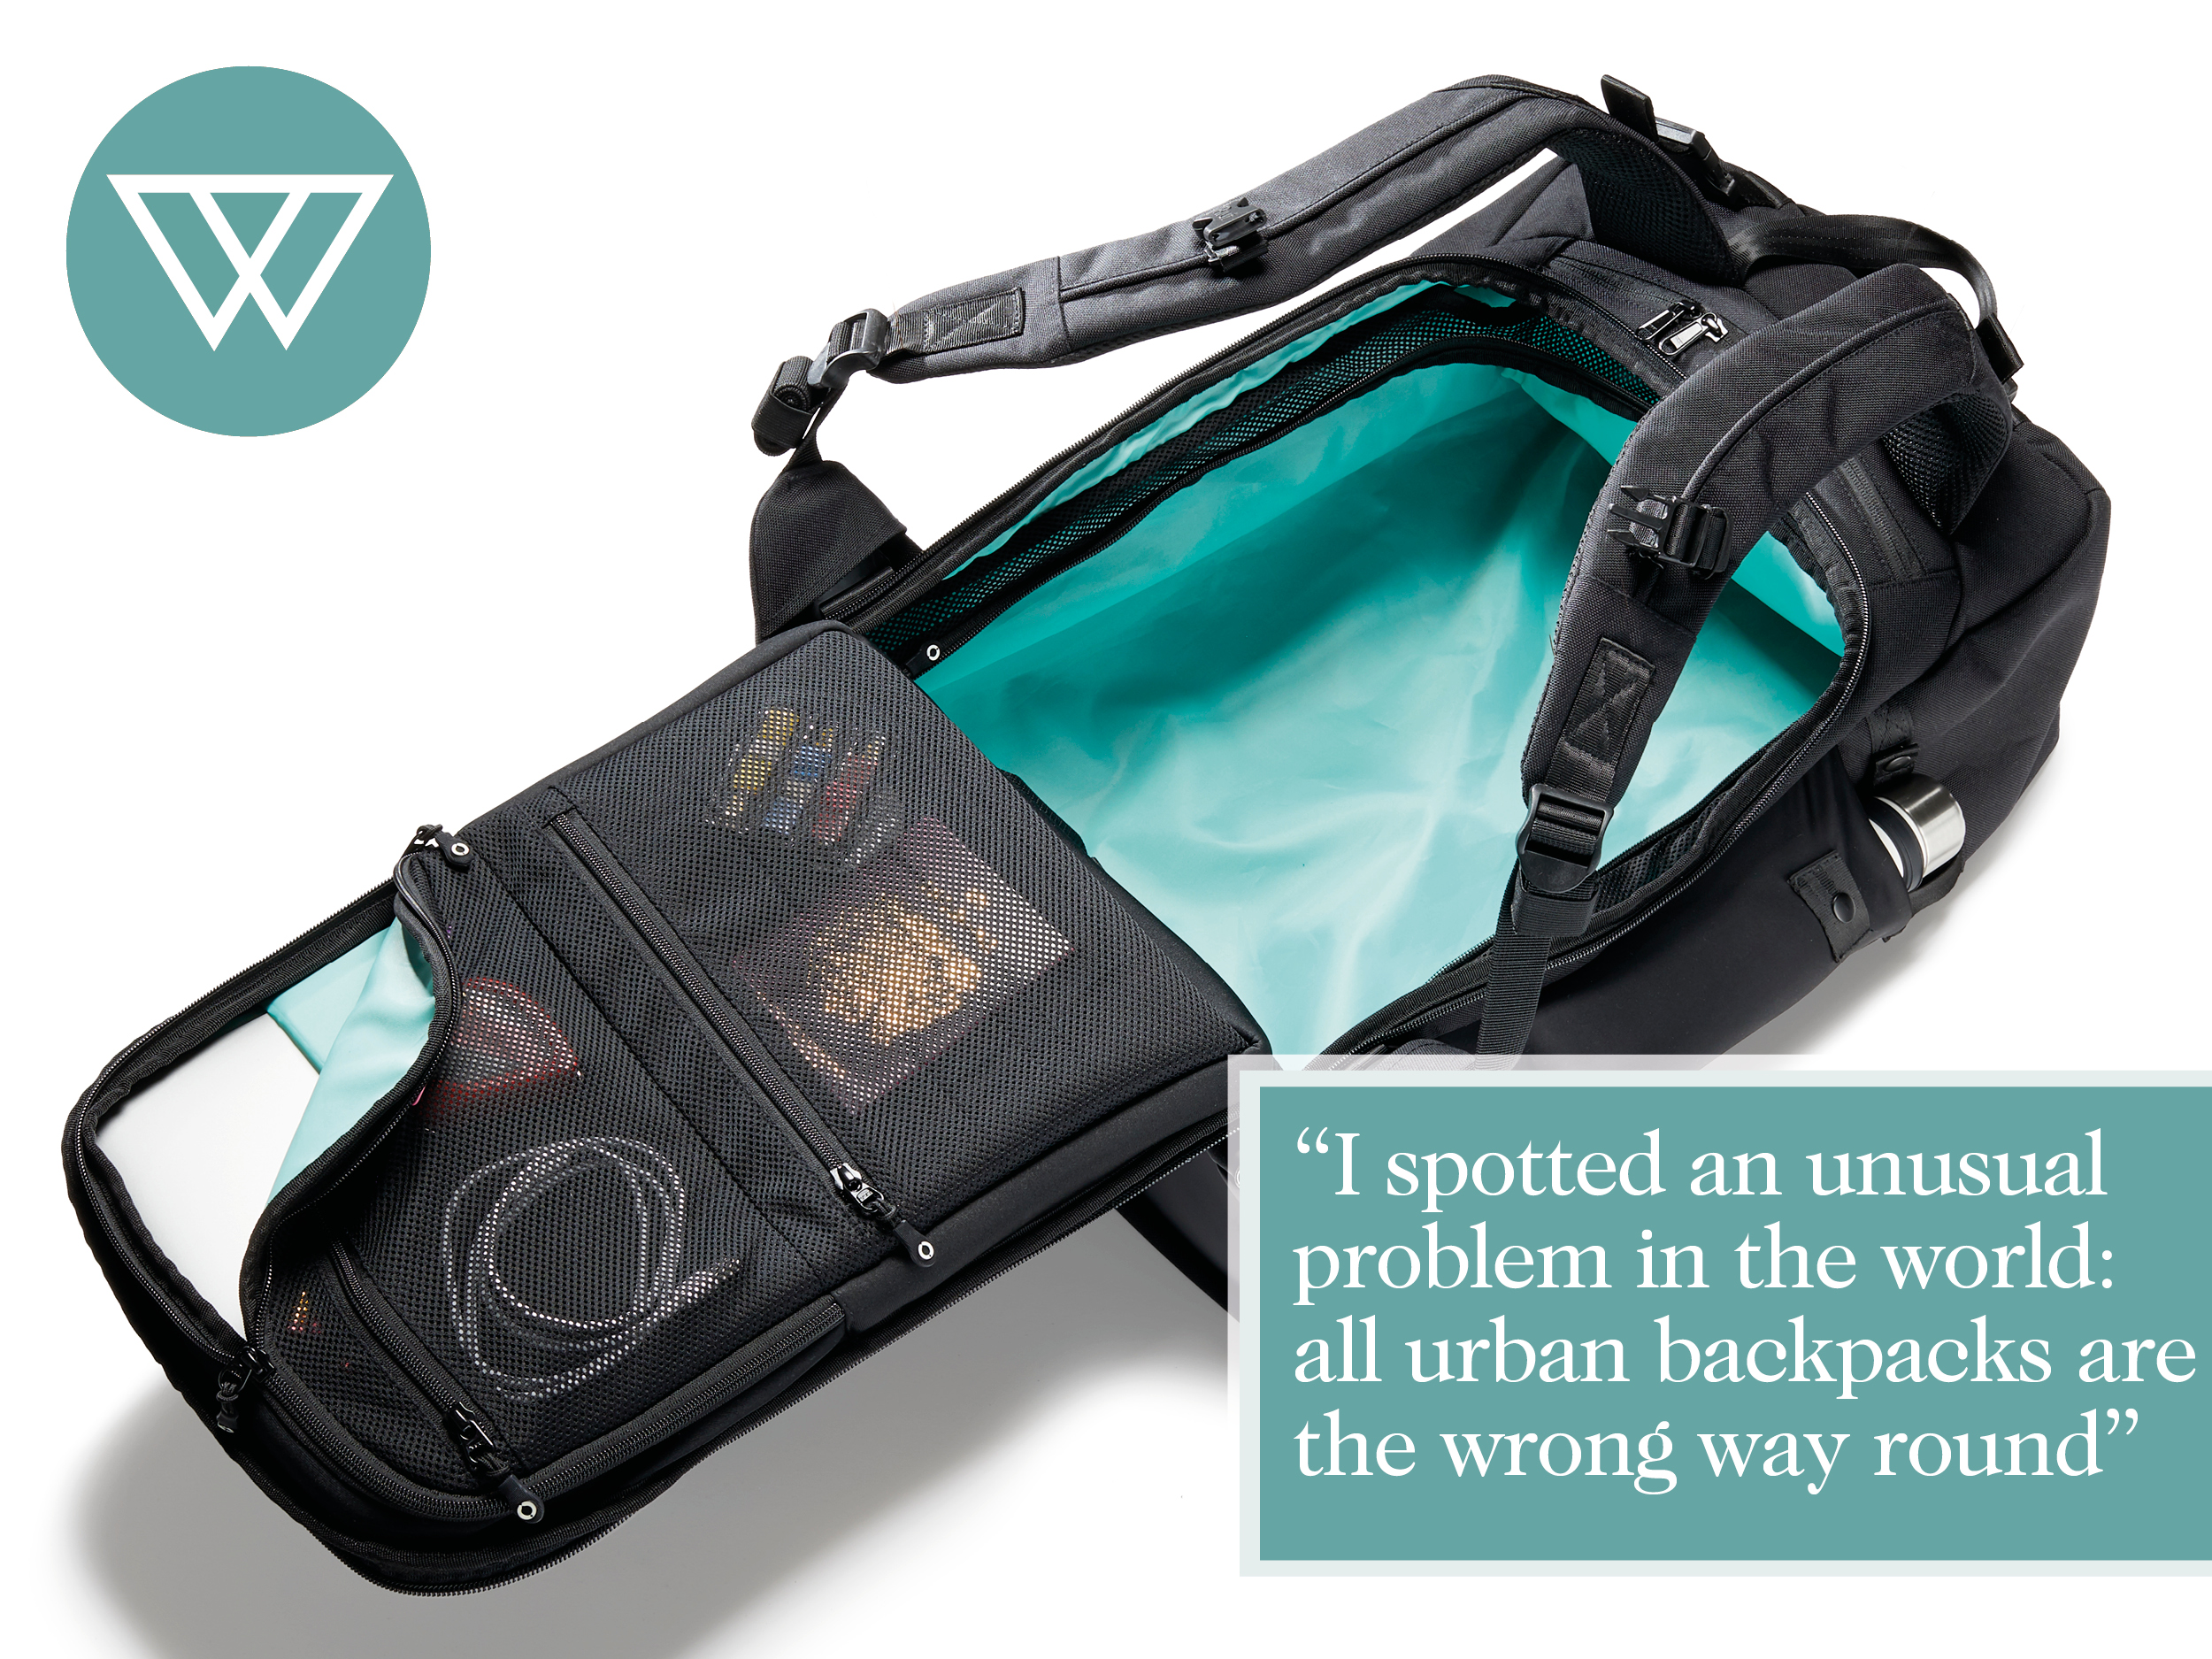 W
“I spotted an unusual
problem in the world:
all urban backpacks are
the wrong way round”